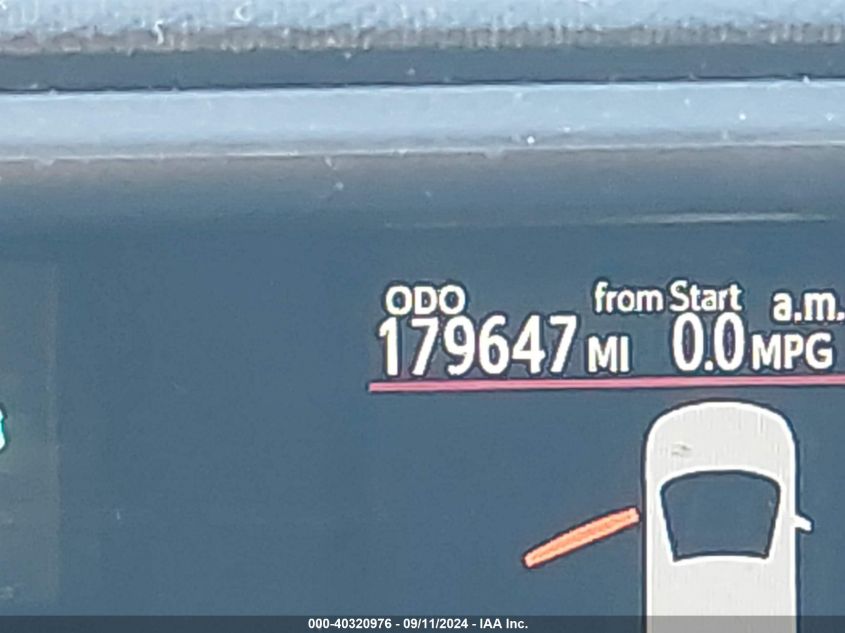 ODO from Start a.m.
179647 MI 0.0 MPG
000-40320976 - 09/11/2024 - IAA Inc.